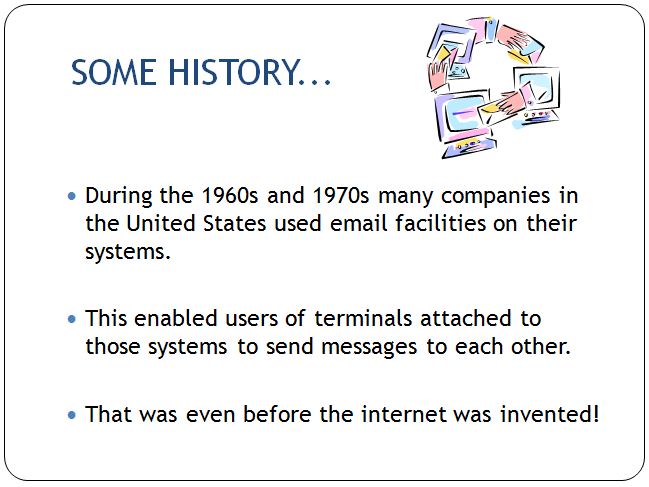 SOME HISTORY...
• During the 1960s and 1970s many companies in
the United States used email facilities on their
systems.
• This enabled users of terminals attached to
those systems to send messages to each other.
• That was even before the internet was invented!